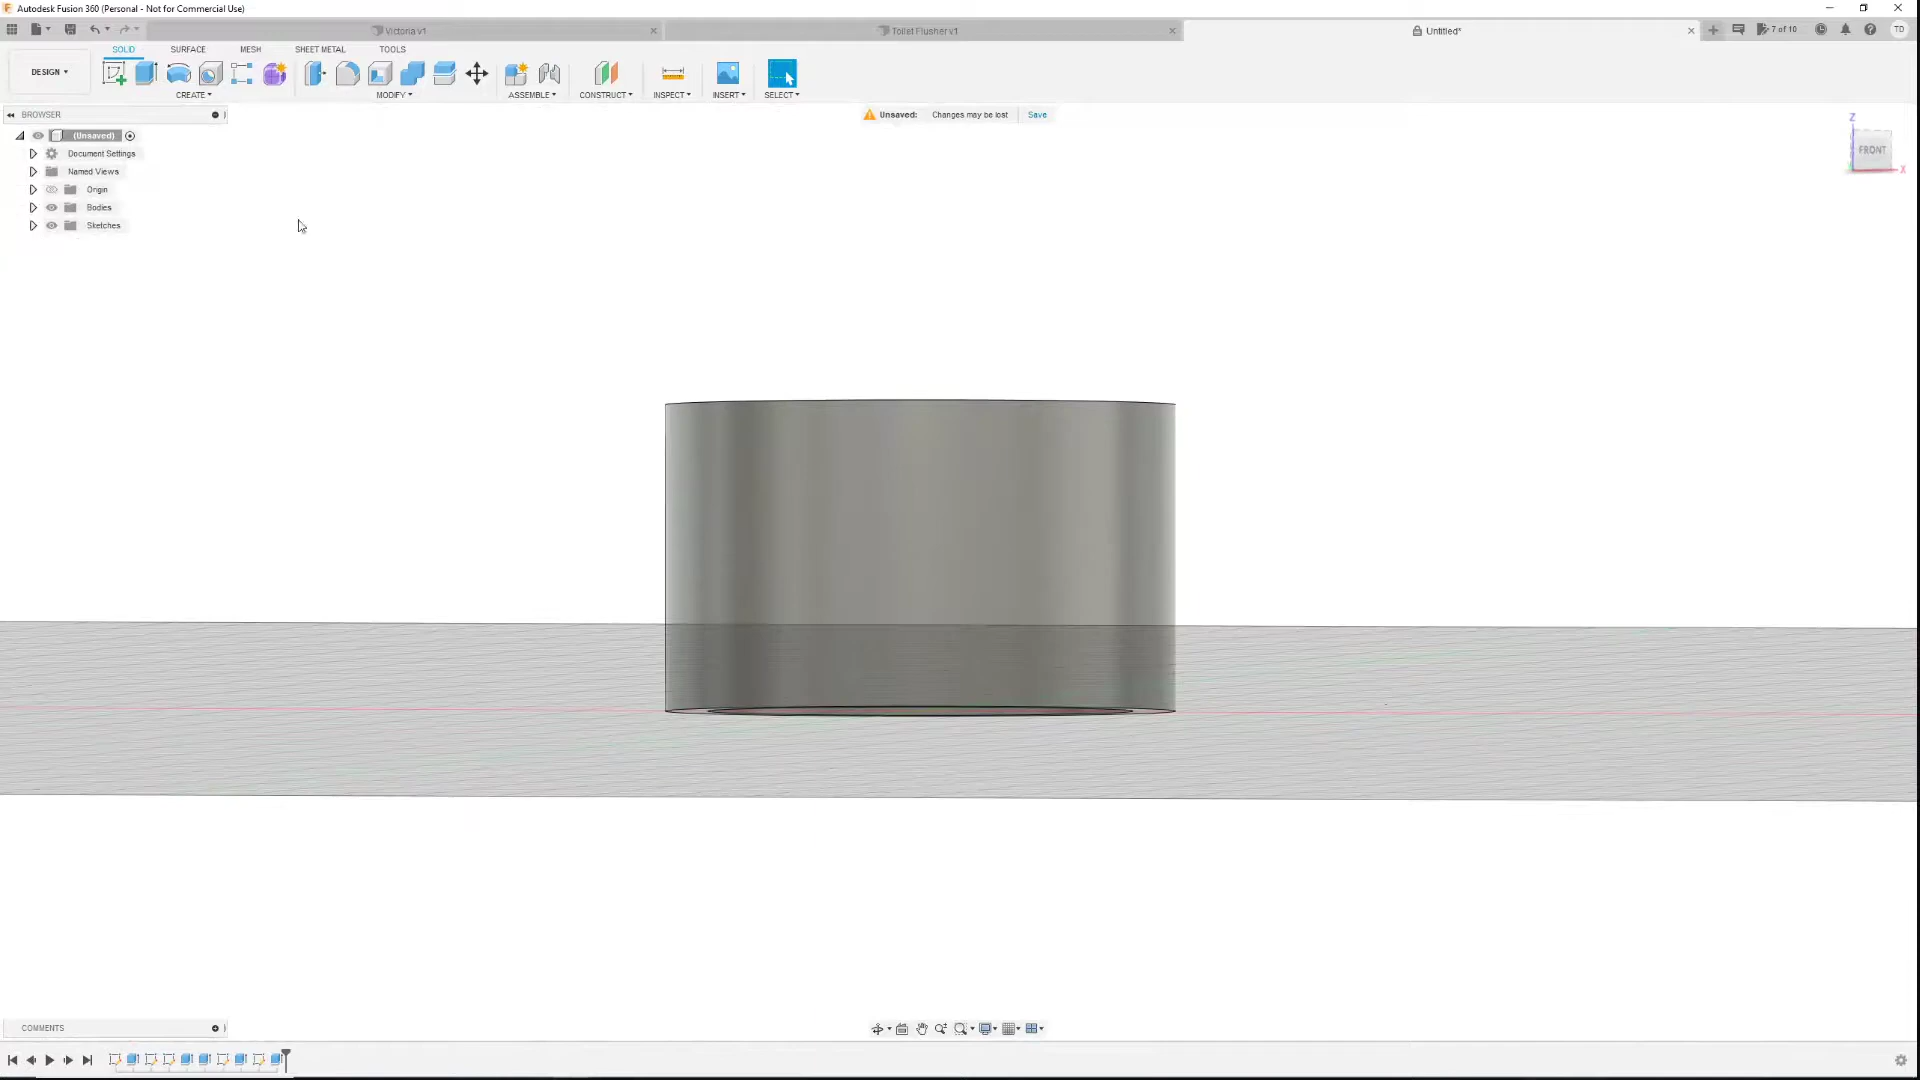 Autodesk Fusion 360 (Personal - Not for Commercial Use)
Victoria v1
Toilet Flusher v1
Untitled*
7 of 10
TD
SOLID
SURFACE
MESH
SHEET METAL
TOOLS
DESIGN
CREATE
MODIFY
ASSEMBLE
CONSTRUCT
INSPECT
INSERT
SELECT
BROWSER
Unsaved: Changes may be lost Save
(Unsaved)
Document Settings
Named Views
Origin
Bodies
Sketches
Z
FRONT
X
COMMENTS